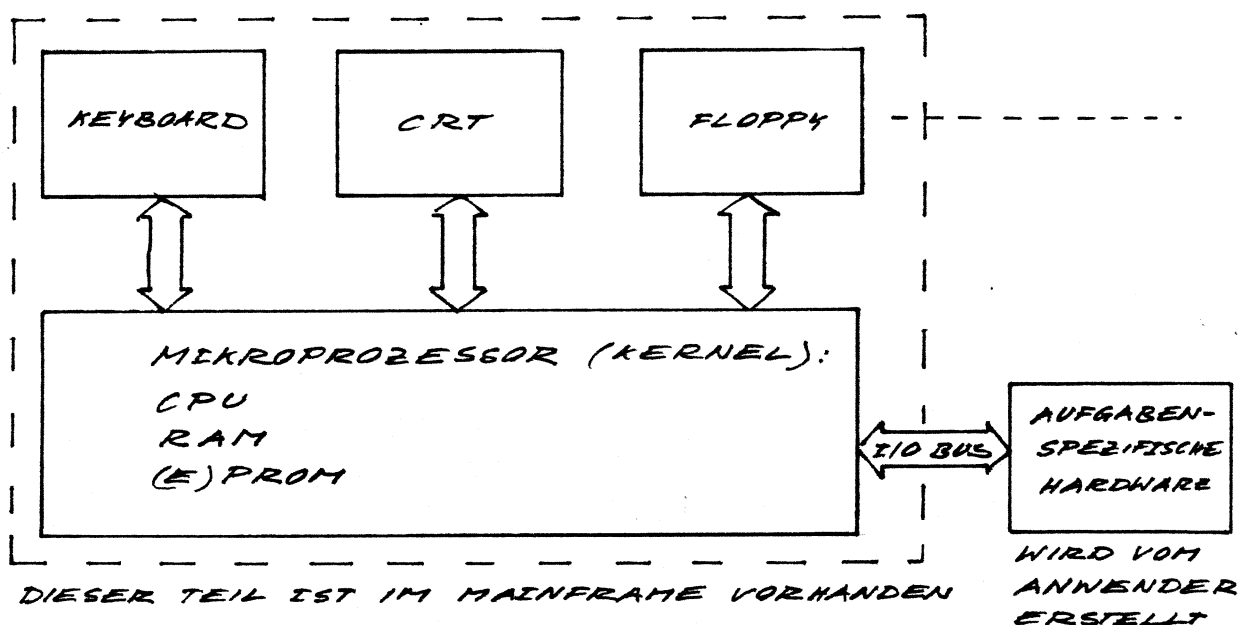 KEYBOARD
CRT
FLOPPY
MIKROPROZESSOR (KERNEL):
CPU
RAM
(E)PROM
I/O BUS
AUFGABEN-
SPEZIFISCHE
HARDWARE
DIESER TEIL IST IM MAINFRAME VORHANDEN
WIRD VOM
ANWENDER
ERSTELLT